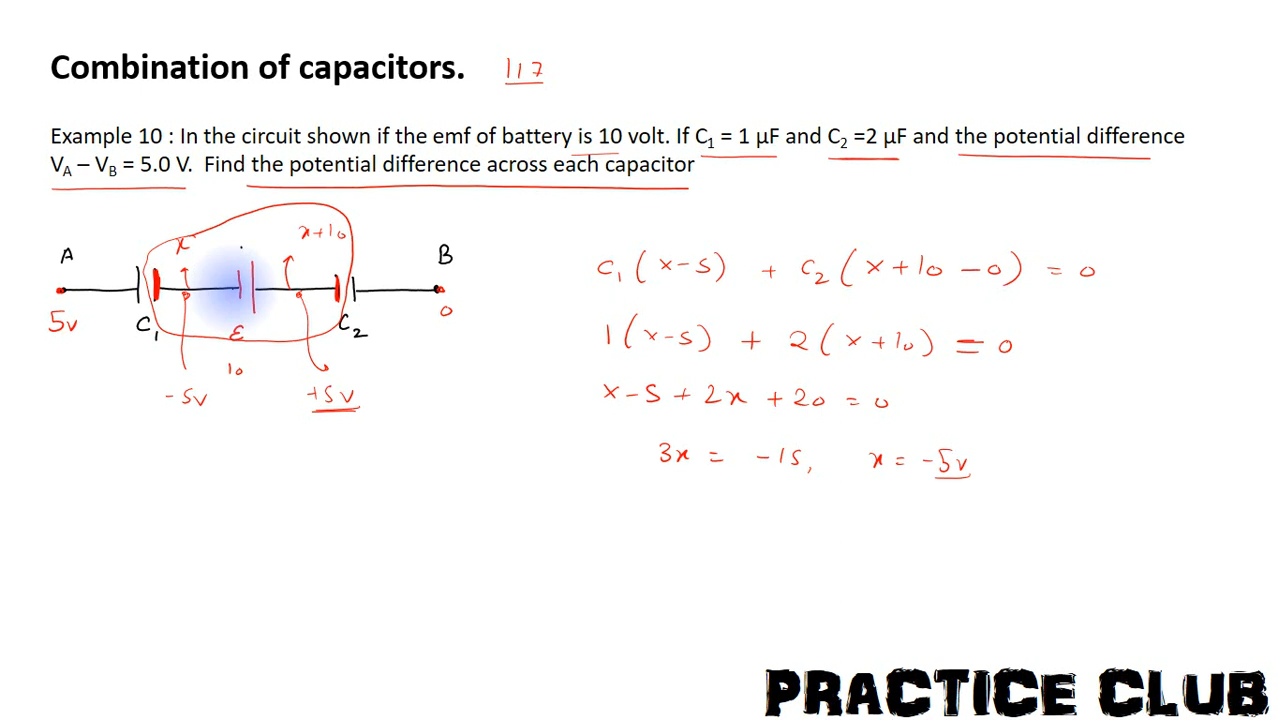 Combination of capacitors. 117
Example 10 : In the circuit shown if the emf of battery is 10 volt. If C₁ = 1 µF and C₂ =2 µF and the potential difference
V_A – V_B = 5.0 V.  Find the potential difference across each capacitor
x x+10
A B
5v C₁ ε C₂ 0
10
-5v +5v
C₁(x-5) + C₂(x+10-0) = 0
1(x-5) + 2(x+10) = 0
x-5+2x+20 = 0
3x = -15, x = -5v
PRACTICE CLUB